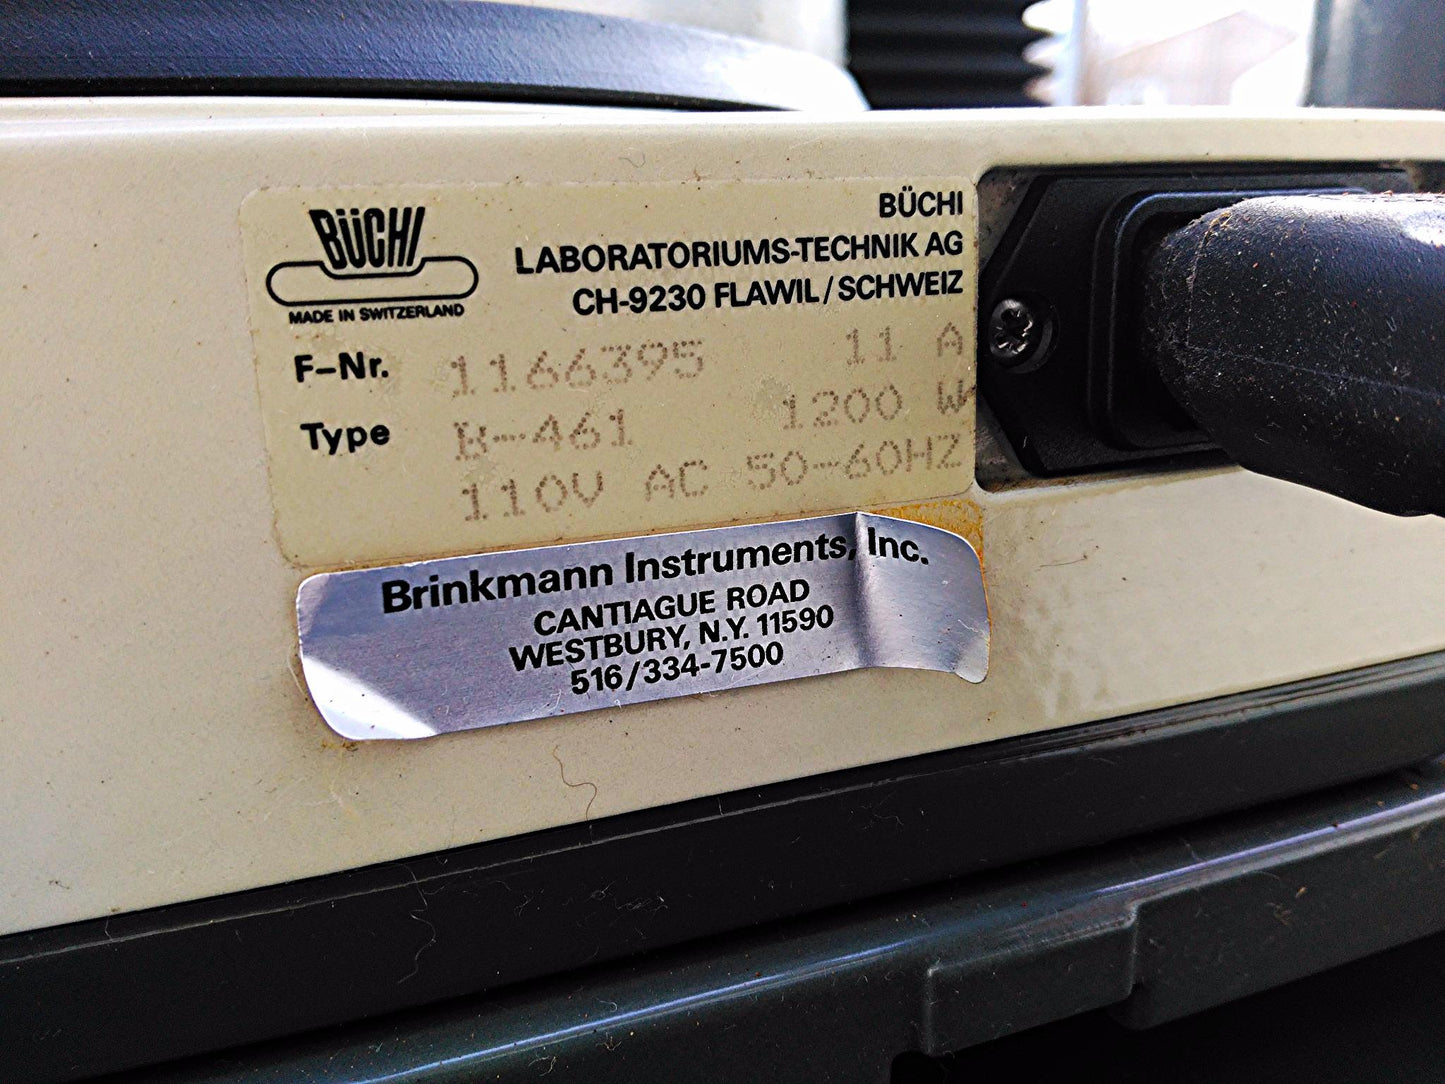 BÜCHI
MADE IN SWITZERLAND
BÜCHI
LABORATORIUMS-TECHNIK AG
CH-9230 FLAWIL/SCHWEIZ
F-Nr. 1166395 11 A
Type B-461 1200 W
110V AC 50-60HZ
Brinkmann Instruments, Inc.
CANTIAGUE ROAD
WESTBURY, N.Y. 11590
516/334-7500